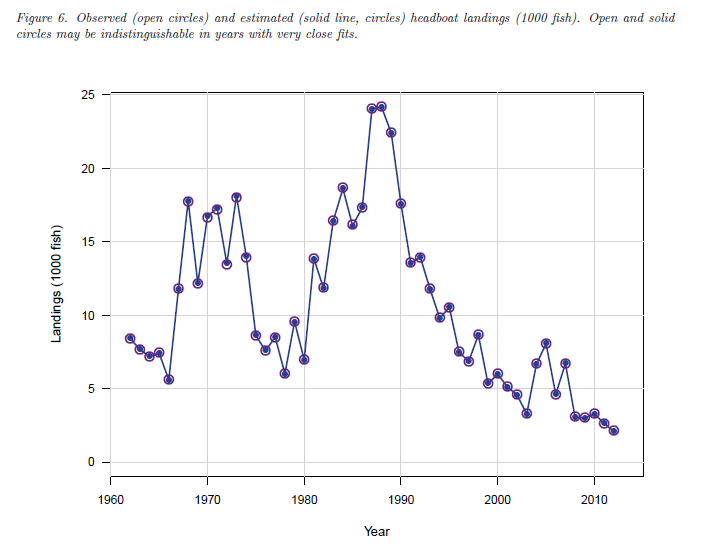 Figure 6. Observed (open circles) and estimated (solid line, circles) headboat landings (1000 fish). Open and solid
circles may be indistinguishable in years with very close fits.
25
20
15
10
5
0
Landings (1000 fish)
1960 1970 1980 1990 2000 2010
Year